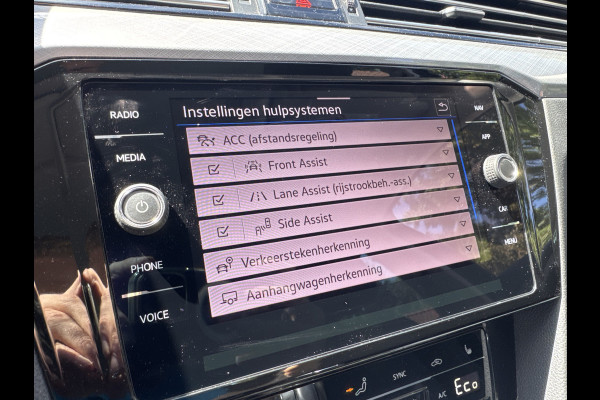 RADIO
MEDIA
PHONE
VOICE
Instellingen hulpsystemen
ACC (afstandsregeling)
Front Assist
Lane Assist (rijstrookbeh.-ass.)
Side Assist
Verkeerstekenherkenning
Aanhangwagenherkenning
NAV
APP
CAR
MENU
SYNC
A/C
Eco